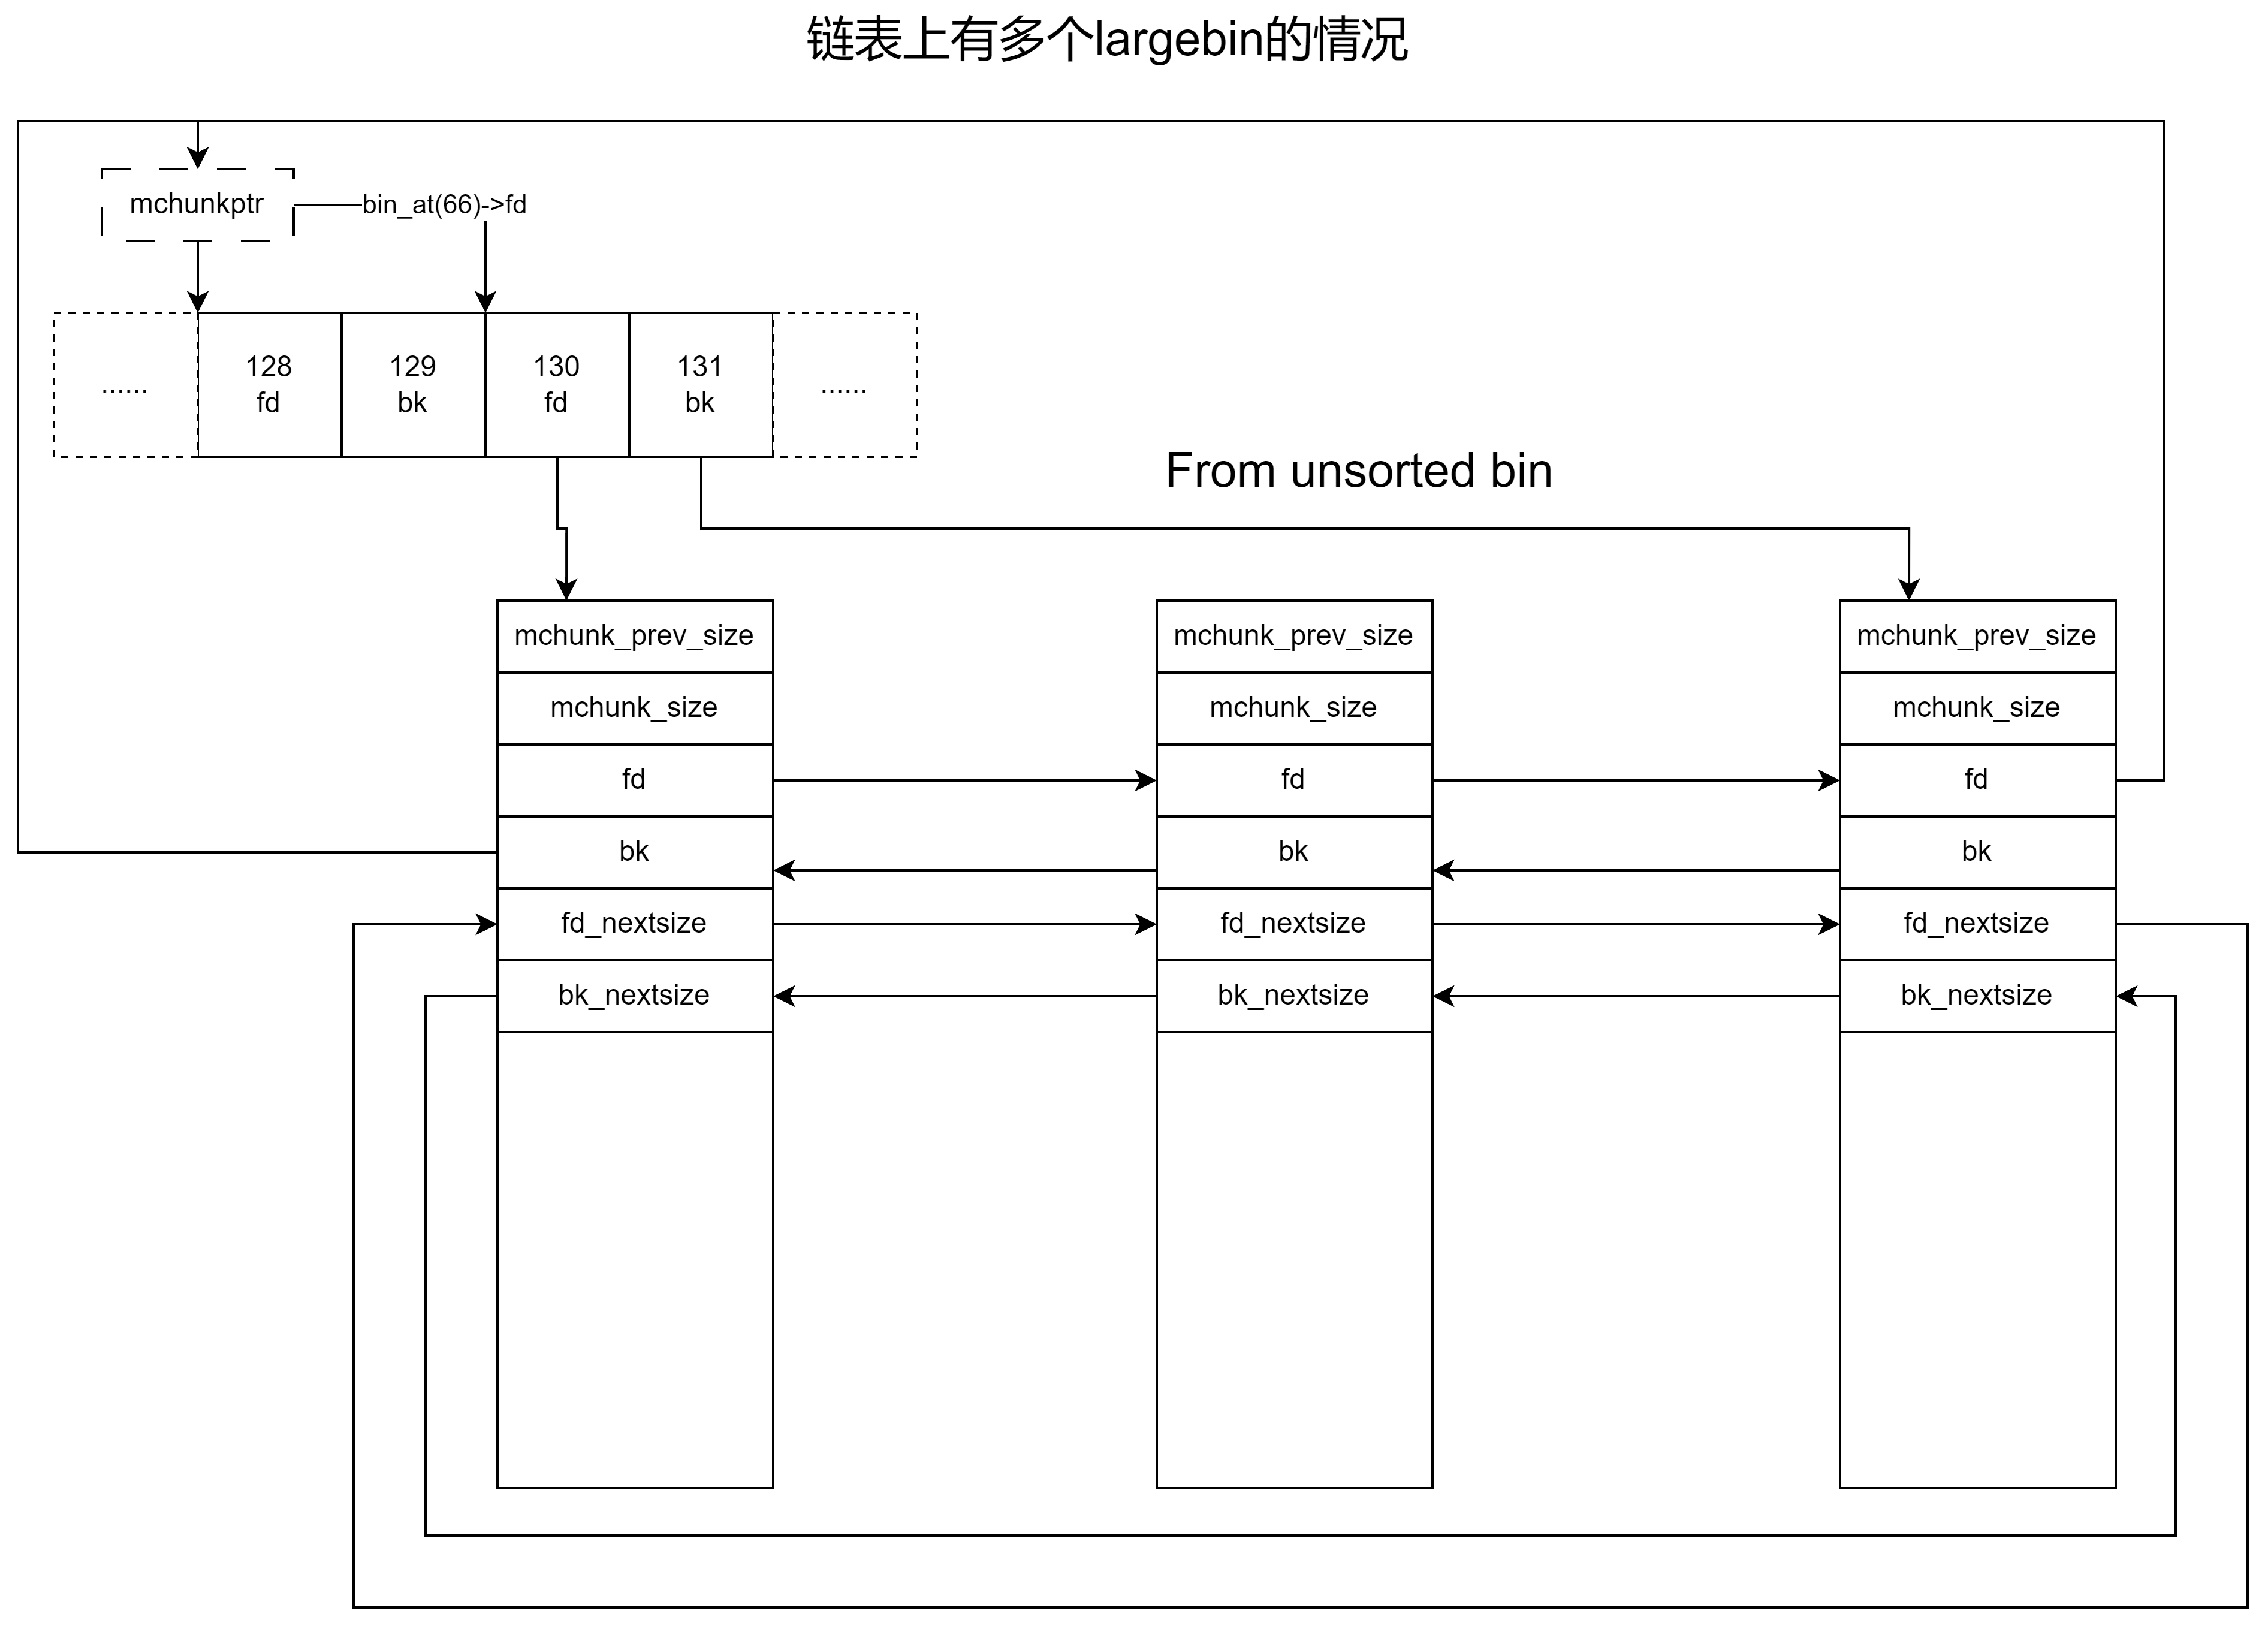 链表上有多个largebin的情况
mchunkptr
bin_at(66)->fd
......
128
fd
129
bk
130
fd
131
bk
......
From unsorted bin
mchunk_prev_size
mchunk_size
fd
bk
fd_nextsize
bk_nextsize
mchunk_prev_size
mchunk_size
fd
bk
fd_nextsize
bk_nextsize
mchunk_prev_size
mchunk_size
fd
bk
fd_nextsize
bk_nextsize